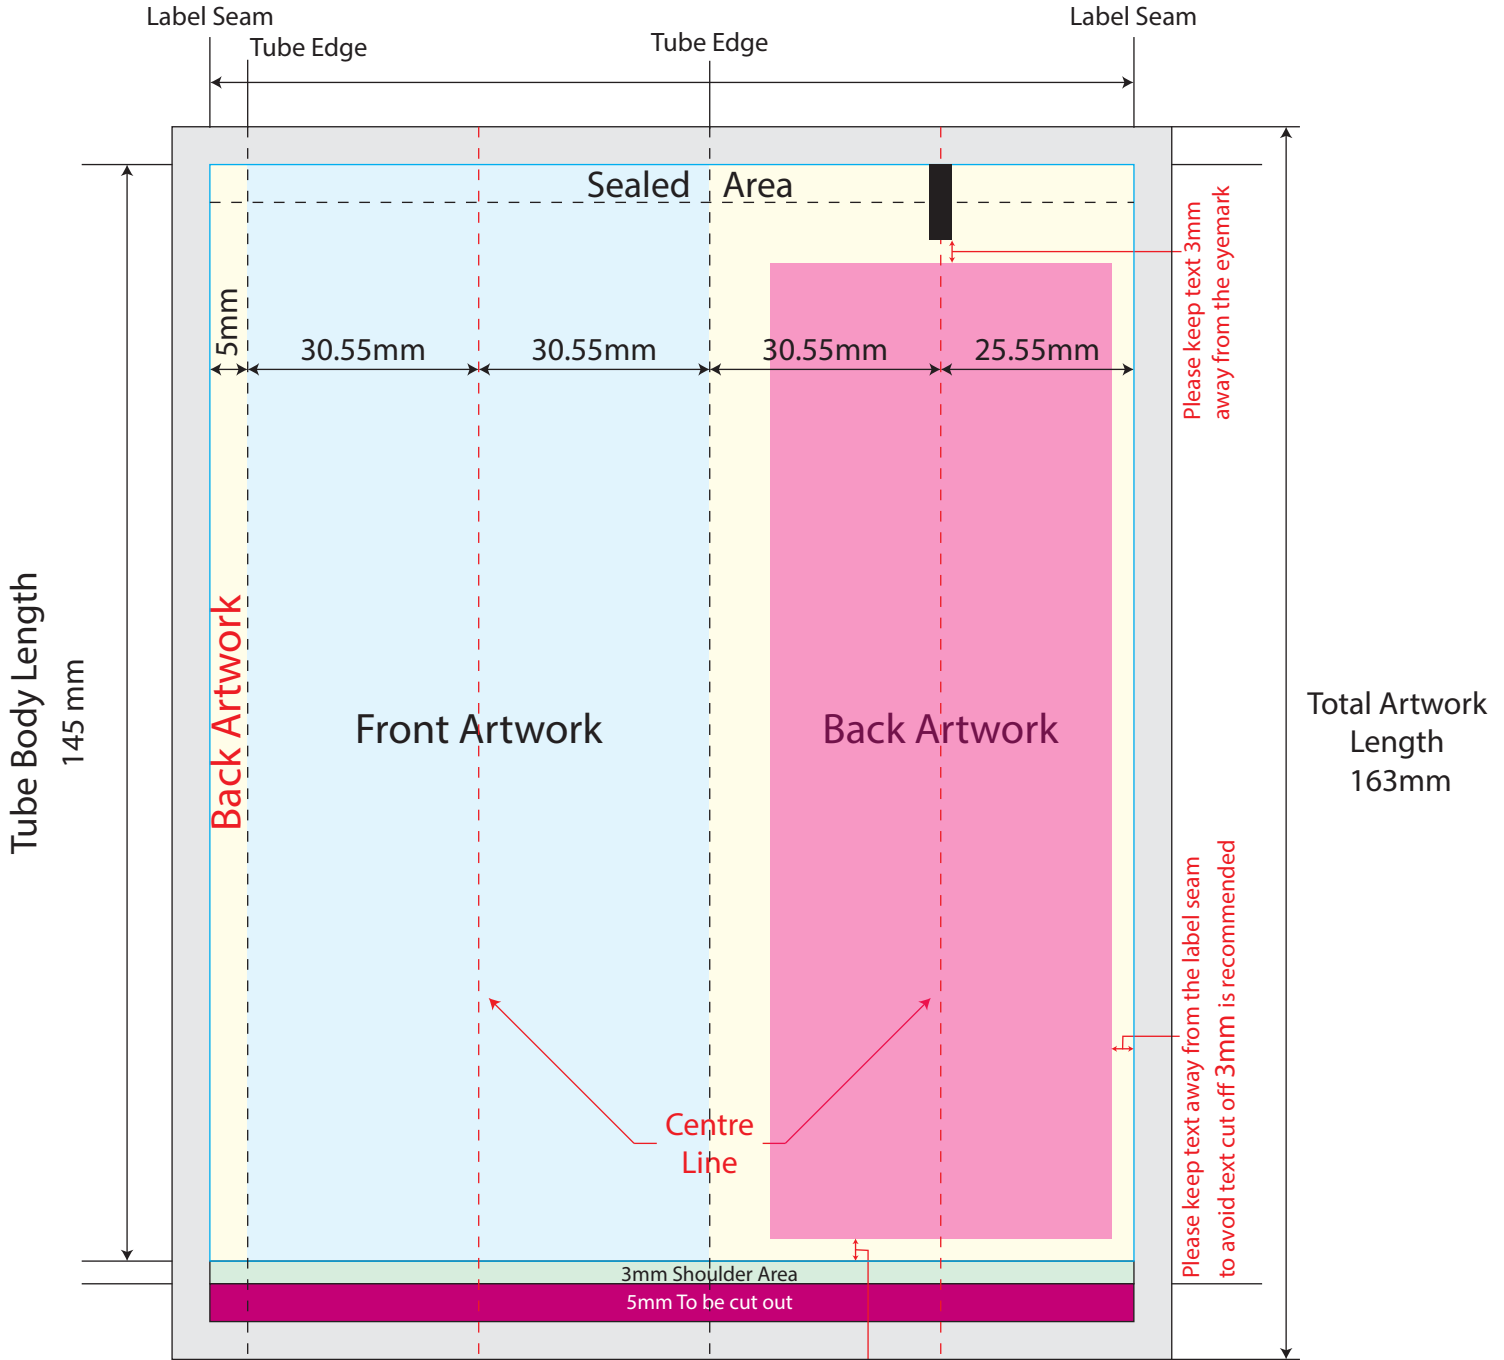 Label Seam
Label Seam
Tube Edge
Tube Edge
Sealed Area
5mm
30.55mm
30.55mm
30.55mm
25.55mm
Please keep text 3mm
away from the eyemark
Tube Body Length
145 mm
Back Artwork
Front Artwork
Back Artwork
Total Artwork
Length
163mm
Please keep text away from the label seam
to avoid text cut off 3mm is recommended
Centre
Line
3mm Shoulder Area
5mm To be cut out